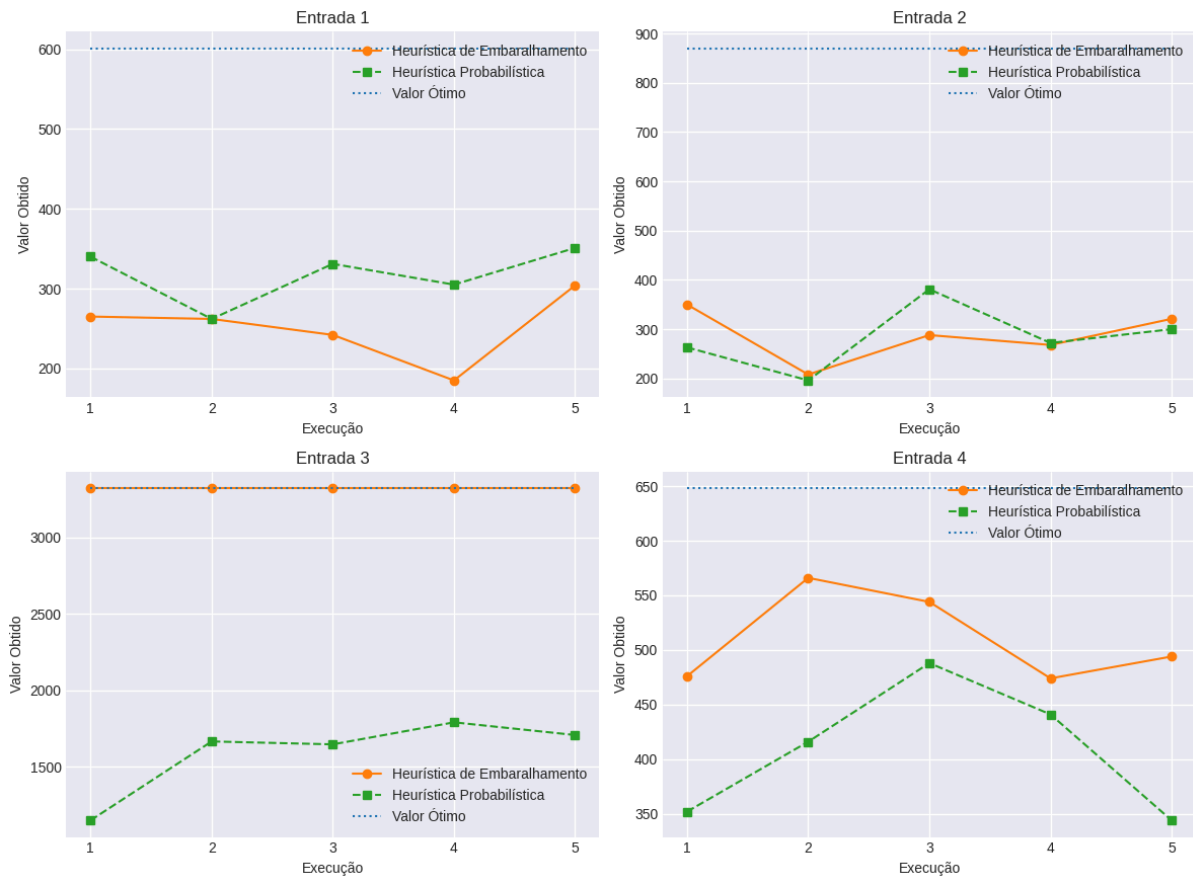 Entrada 1
Heurística de Embaralhamento
Heurística Probabilística
Valor Ótimo
Valor Obtido
600
500
400
300
200
1 2 3 4 5
Execução
Entrada 2
Heurística de Embaralhamento
Heurística Probabilística
Valor Ótimo
Valor Obtido
900
800
700
600
500
400
300
200
1 2 3 4 5
Execução
Entrada 3
Valor Obtido
3000
2500
2000
1500
Heurística de Embaralhamento
Heurística Probabilística
Valor Ótimo
1 2 3 4 5
Execução
Entrada 4
Heurística de Embaralhamento
Heurística Probabilística
Valor Ótimo
Valor Obtido
650
600
550
500
450
400
350
1 2 3 4 5
Execução